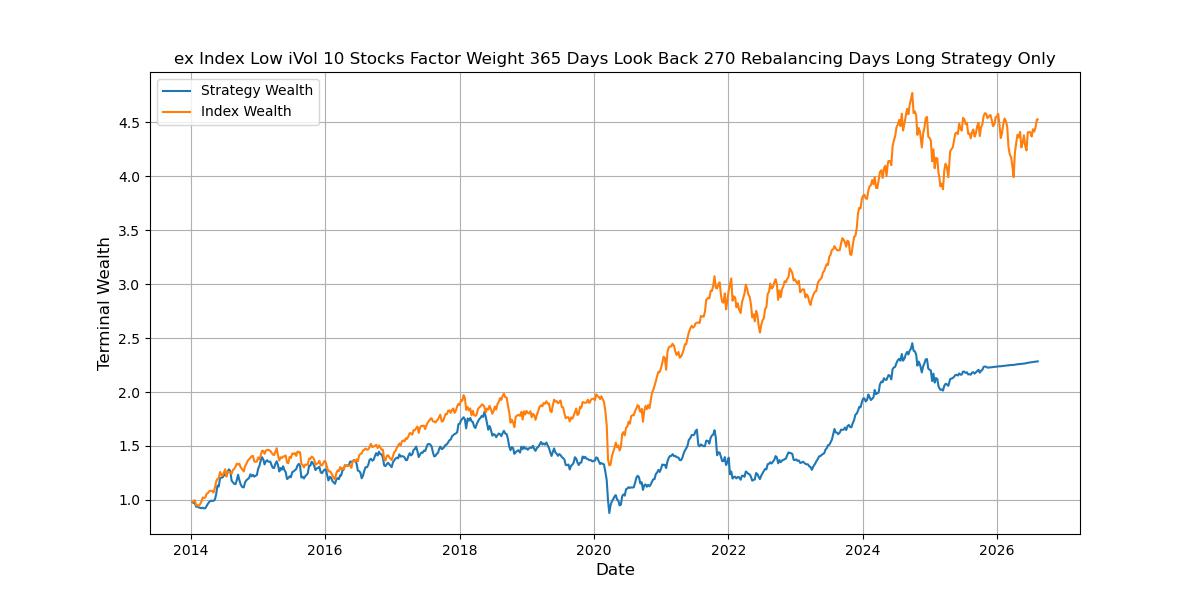 ex Index Low iVol 10 Stocks Factor Weight 365 Days Look Back 270 Rebalancing Days Long Strategy Only
Strategy Wealth
Index Wealth
Terminal Wealth
4.5
4.0
3.5
3.0
2.5
2.0
1.5
1.0
2014 2016 2018 2020 2022 2024 2026
Date